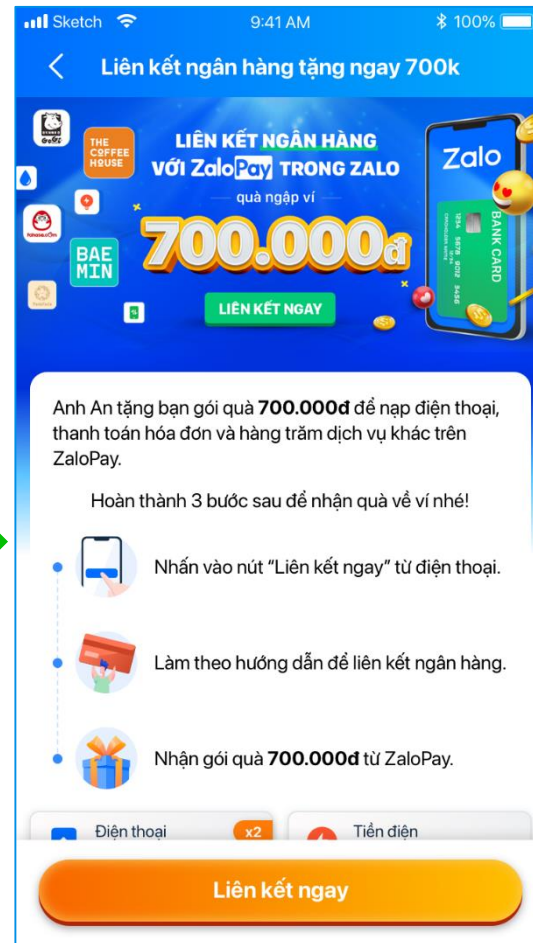 Sketch 9:41 AM 100%
Liên kết ngân hàng tặng ngay 700k
THE
COFFEE
HOUSE
LIÊN KẾT NGÂN HÀNG
VỚI ZaloPay TRONG ZALO
quà ngập ví
700.000đ
LIÊN KẾT NGAY
BAE
MIN
Zalo
BANK CARD
1234 5678 9012 3456
Anh An tặng bạn gói quà 700.000đ để nạp điện thoại,
thanh toán hóa đơn và hàng trăm dịch vụ khác trên
ZaloPay.
Hoàn thành 3 bước sau để nhận quà về ví nhé!
Nhấn vào nút “Liên kết ngay” từ điện thoại.
Làm theo hướng dẫn để liên kết ngân hàng.
Nhận gói quà 700.000đ từ ZaloPay.
Điện thoại x2 Tiền điện
Liên kết ngay